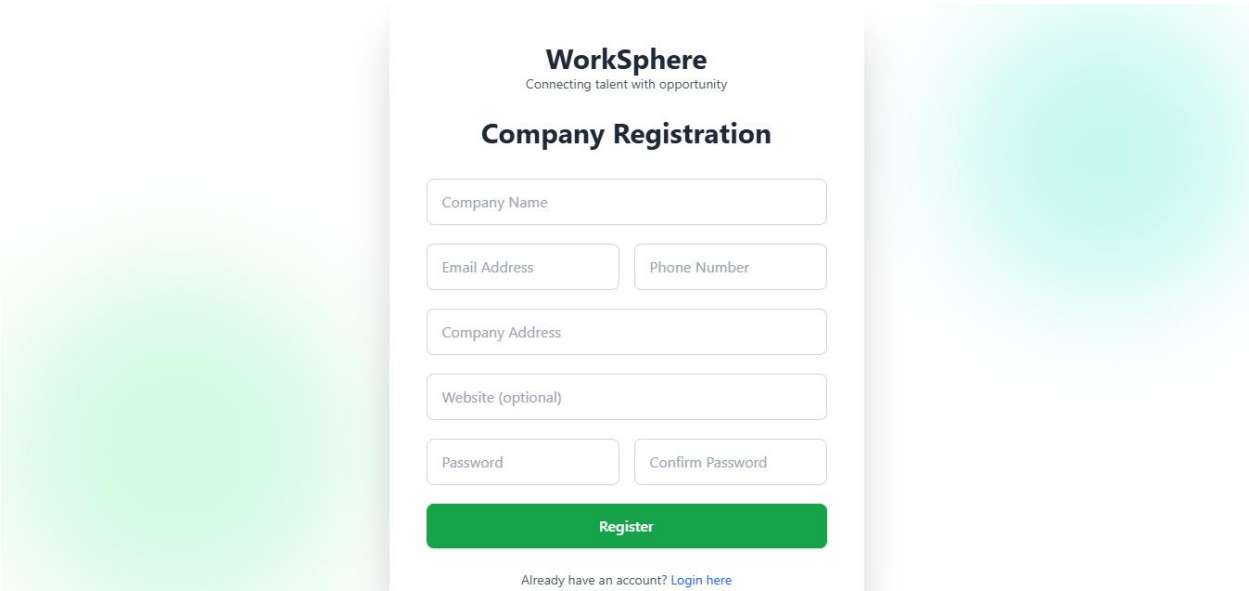 WorkSphere
Connecting talent with opportunity
Company Registration
Company Name
Email Address Phone Number
Company Address
Website (optional)
Password Confirm Password
Register
Already have an account? Login here